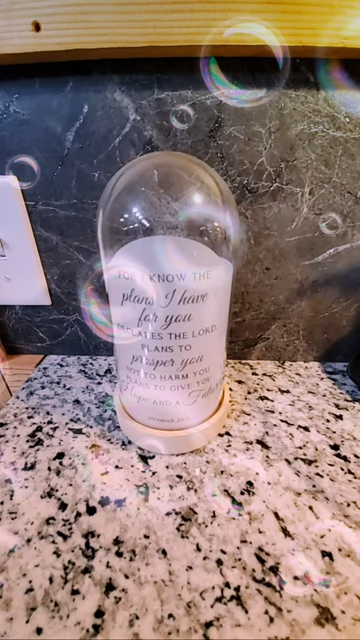 FOR I KNOW THE
plans I have
for you
DECLARES THE LORD
PLANS TO
prosper you
NOT TO HARM YOU
PLANS TO GIVE YOU
Hope AND A Future